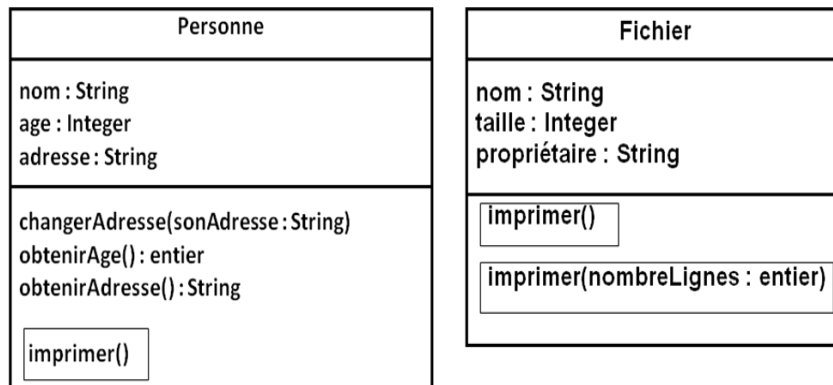 Personne
nom : String
age : Integer
adresse : String
changerAdresse(sonAdresse : String)
obtenirAge() : entier
obtenirAdresse() : String
imprimer()
Fichier
nom : String
taille : Integer
propriétaire : String
imprimer()
imprimer(nombreLignes : entier)